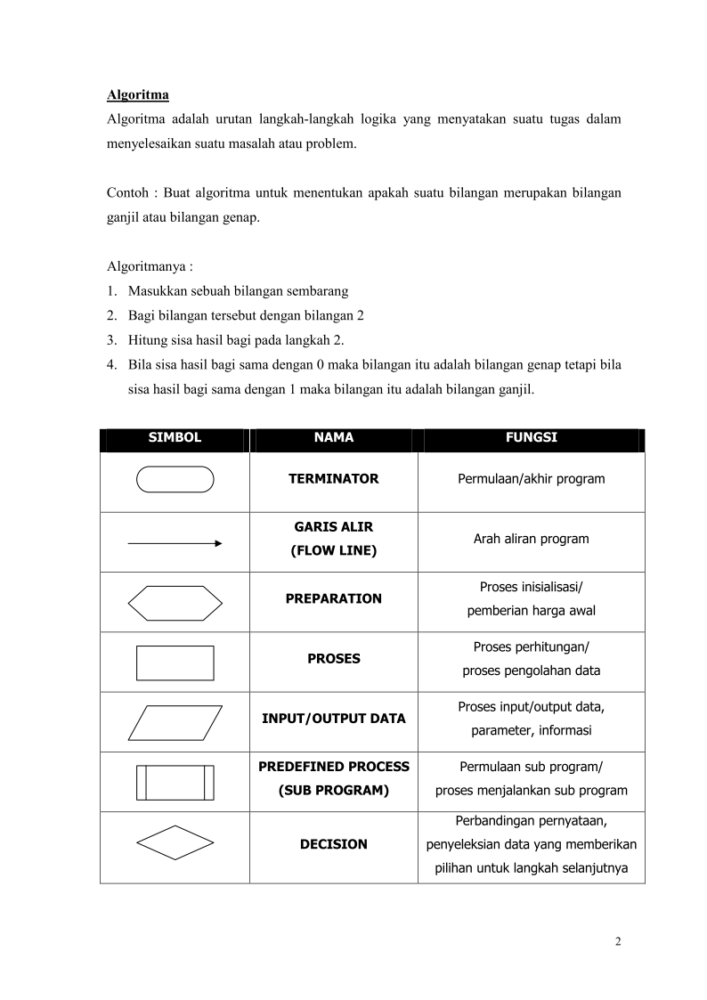 Algoritma
Algoritma adalah urutan langkah-langkah logika yang menyatakan suatu tugas dalam
menyelesaikan suatu masalah atau problem.
Contoh : Buat algoritma untuk menentukan apakah suatu bilangan merupakan bilangan
ganjil atau bilangan genap.
Algoritmanya :
1. Masukkan sebuah bilangan sembarang
2. Bagi bilangan tersebut dengan bilangan 2
3. Hitung sisa hasil bagi pada langkah 2.
4. Bila sisa hasil bagi sama dengan 0 maka bilangan itu adalah bilangan genap tetapi bila
sisa hasil bagi sama dengan 1 maka bilangan itu adalah bilangan ganjil.
SIMBOL NAMA FUNGSI
TERMINATOR Permulaan/akhir program
GARIS ALIR
(FLOW LINE)
Arah aliran program
PREPARATION
Proses inisialisasi/
pemberian harga awal
PROSES
Proses perhitungan/
proses pengolahan data
INPUT/OUTPUT DATA
Proses input/output data,
parameter, informasi
PREDEFINED PROCESS
(SUB PROGRAM)
Permulaan sub program/
proses menjalankan sub program
DECISION
Perbandingan pernyataan,
penyeleksian data yang memberikan
pilihan untuk langkah selanjutnya
2